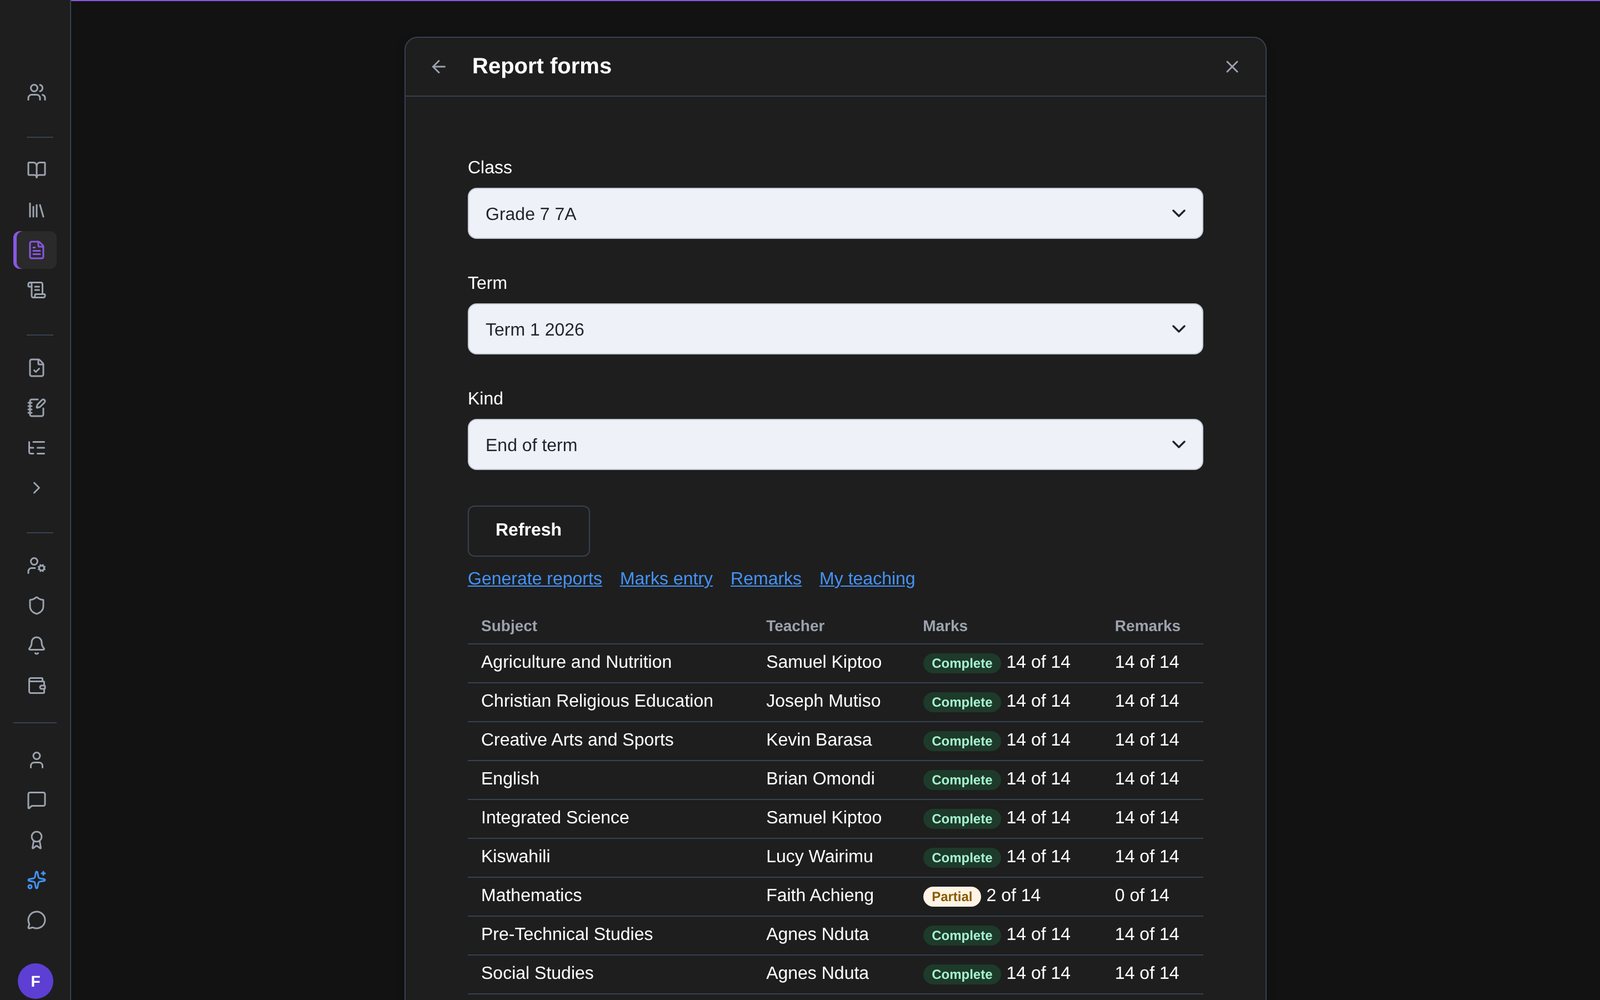 Report forms
Class
Grade 7 7A
Term
Term 1 2026
Kind
End of term
Refresh
Generate reports Marks entry Remarks My teaching
Subject Teacher Marks Remarks
Agriculture and Nutrition Samuel Kiptoo Complete 14 of 14 14 of 14
Christian Religious Education Joseph Mutiso Complete 14 of 14 14 of 14
Creative Arts and Sports Kevin Barasa Complete 14 of 14 14 of 14
English Brian Omondi Complete 14 of 14 14 of 14
Integrated Science Samuel Kiptoo Complete 14 of 14 14 of 14
Kiswahili Lucy Wairimu Complete 14 of 14 14 of 14
Mathematics Faith Achieng Partial 2 of 14 0 of 14
Pre-Technical Studies Agnes Nduta Complete 14 of 14 14 of 14
Social Studies Agnes Nduta Complete 14 of 14 14 of 14
F